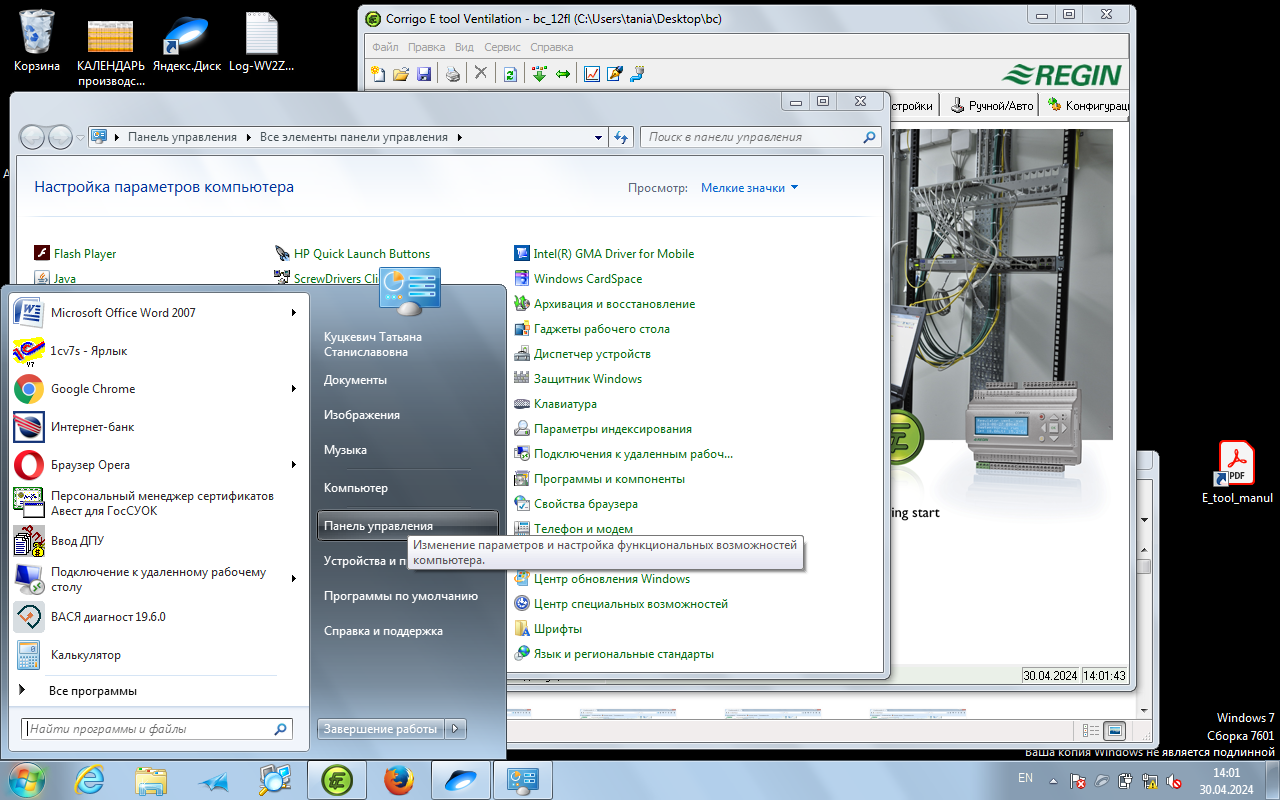 Корзина
КАЛЕНДАРЬ
производс...
Яндекс.Диск
Log-WV2Z...
Corrigo E tool Ventilation - bc_12fl (C:\Users\tania\Desktop\bc)
Файл Правка Вид Сервис Справка
REGIN
стройки
Ручной/Авто
Конфигурац
Панель управления
Все элементы панели управления
Поиск в панели управления
Настройка параметров компьютера
Просмотр: Мелкие значки
Flash Player
Java
HP Quick Launch Buttons
ScrewDrivers Cli
Intel(R) GMA Driver for Mobile
Windows CardSpace
Архивация и восстановление
Гаджеты рабочего стола
Диспетчер устройств
Защитник Windows
Клавиатура
Параметры индексирования
Подключения к удаленным рабоч...
Программы и компоненты
Свойства браузера
Телефон и модем
Центр обновления Windows
Центр специальных возможностей
Шрифты
Язык и региональные стандарты
Microsoft Office Word 2007
1cv7s - Ярлык
Google Chrome
Интернет-банк
Браузер Opera
Персональный менеджер сертификатов
Авест для ГосСУОК
Ввод ДПУ
Подключение к удаленному рабочему
столу
ВАСЯ диагност 19.6.0
Калькулятор
Все программы
Найти программы и файлы
Куцкевич Татьяна
Станиславовна
Документы
Изображения
Музыка
Компьютер
Панель управления
Устройства и п
Программы по умолчанию
Справка и поддержка
Завершение работы
Изменение параметров и настройка функциональных возможностей
компьютера.
ing start
30.04.2024 14:01:43
PDF
E_tool_manul
Windows 7
Сборка 7601
Ваша копия Windows не является подлинной
EN
14:01
30.04.2024